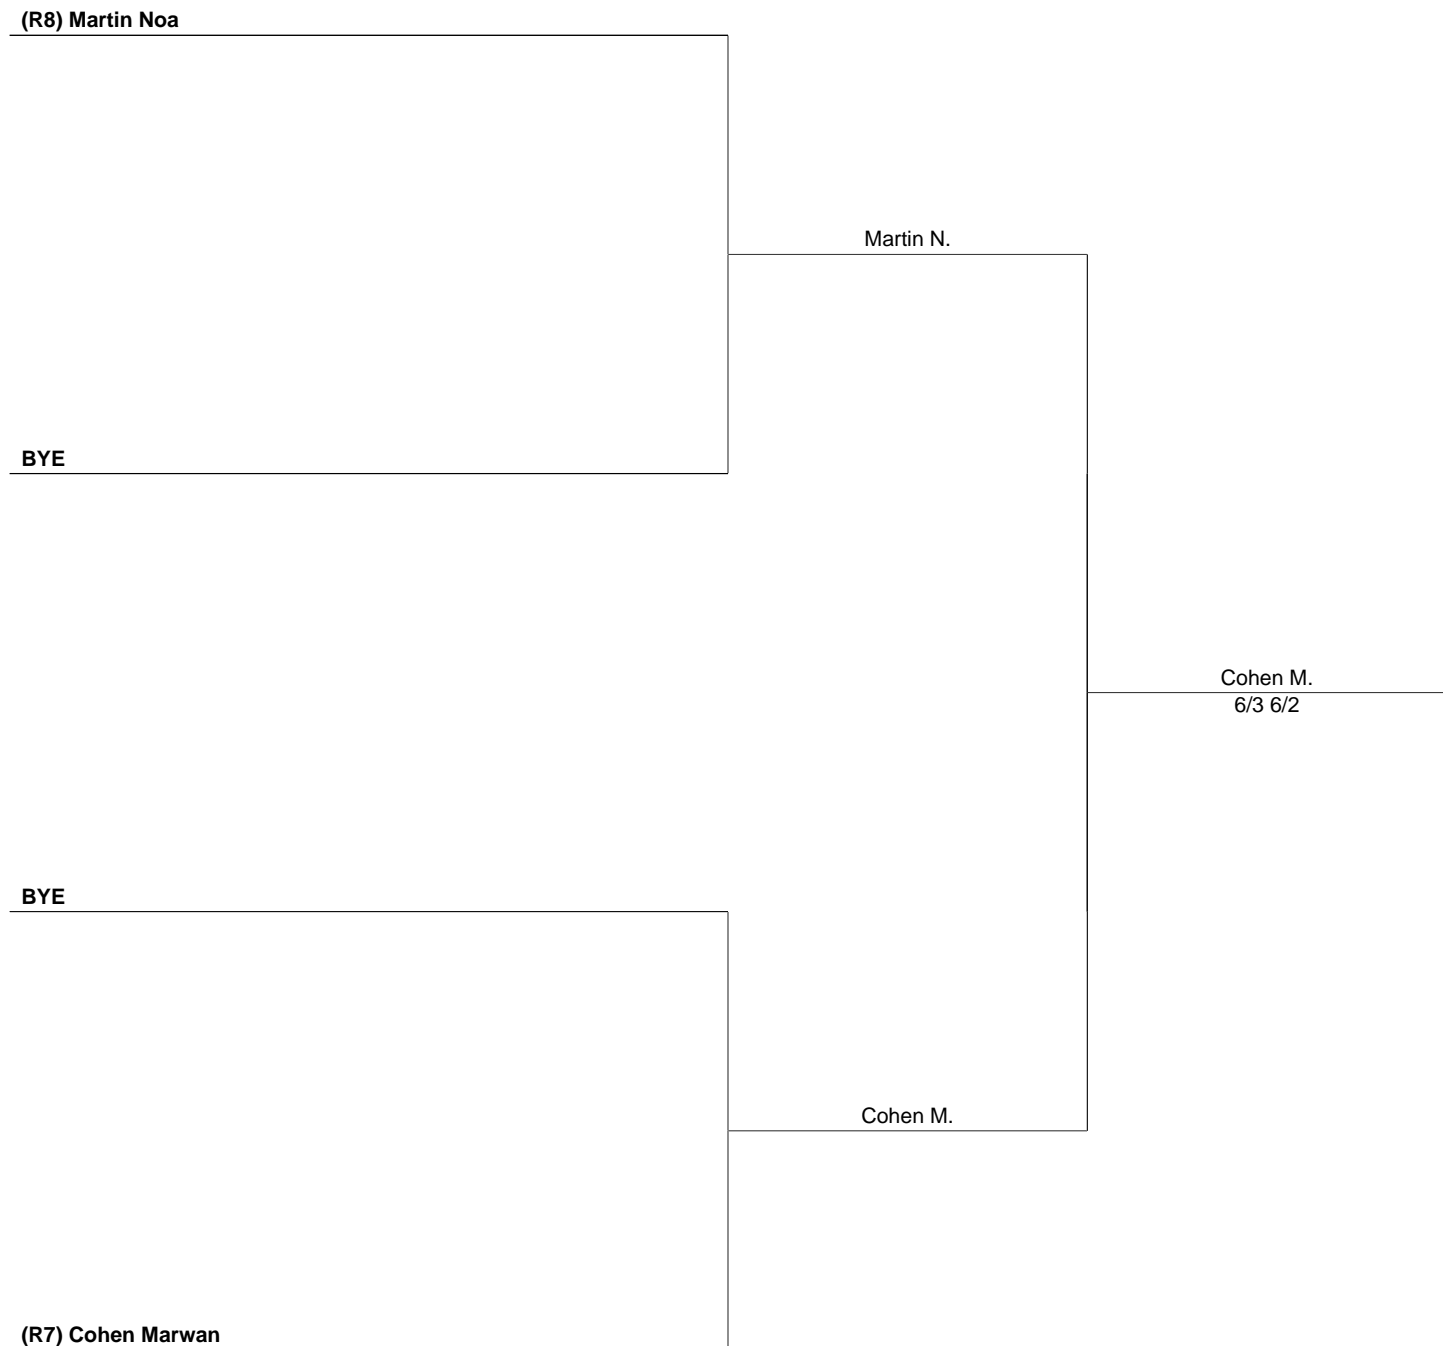 (R8) Martin Noa
Martin N.
BYE
Cohen M.
6/3 6/2
BYE
Cohen M.
(R7) Cohen Marwan